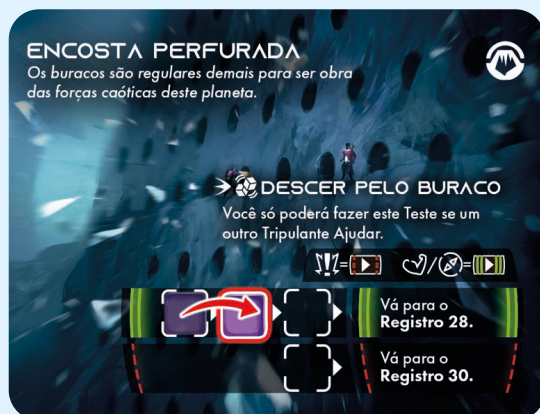 ENCOSTA PERFURADA
Os buracos são regulares demais para ser obra
das forças caóticas deste planeta.
DESCER PELO BURACO
Você só poderá fazer este Teste se um
outro Tripulante Ajudar.
Vá para o
Registro 28.
Vá para o
Registro 30.